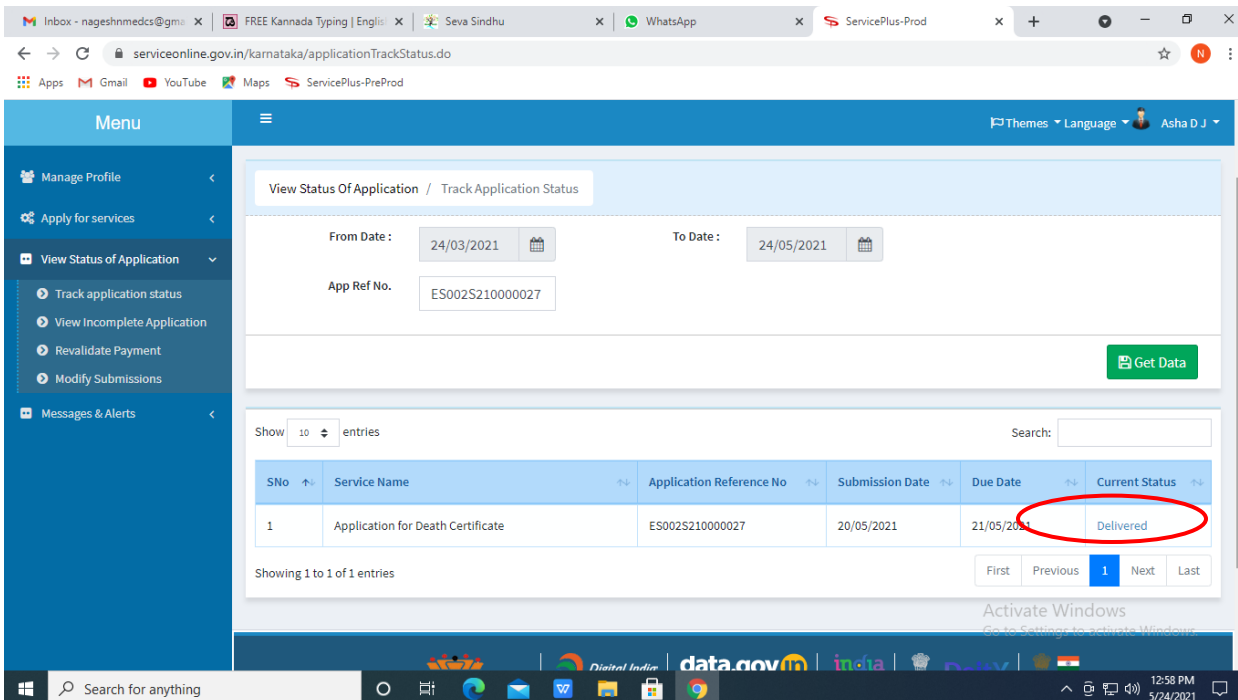 Inbox - nageshnmedcs@gma
FREE Kannada Typing | Englis
Seva Sindhu
WhatsApp
ServicePlus-Prod
serviceonline.gov.in/karnataka/applicationTrackStatus.do
N
Apps Gmail YouTube Maps ServicePlus-PreProd
Menu
Themes Language Asha D J
Manage Profile
Apply for services
View Status of Application
Track application status
View Incomplete Application
Revalidate Payment
Modify Submissions
Messages & Alerts
View Status Of Application / Track Application Status
From Date : 24/03/2021 To Date : 24/05/2021
App Ref No. ES002S210000027
Get Data
Show 10 entries Search:
SNo Service Name Application Reference No Submission Date Due Date Current Status
1 Application for Death Certificate ES002S210000027 20/05/2021 21/05/2021 Delivered
Showing 1 to 1 of 1 entries
First Previous 1 Next Last
Activate Windows
Go to Settings to activate Windows.
Digital India data.gov india
Search for anything
12:58 PM
5/24/2021